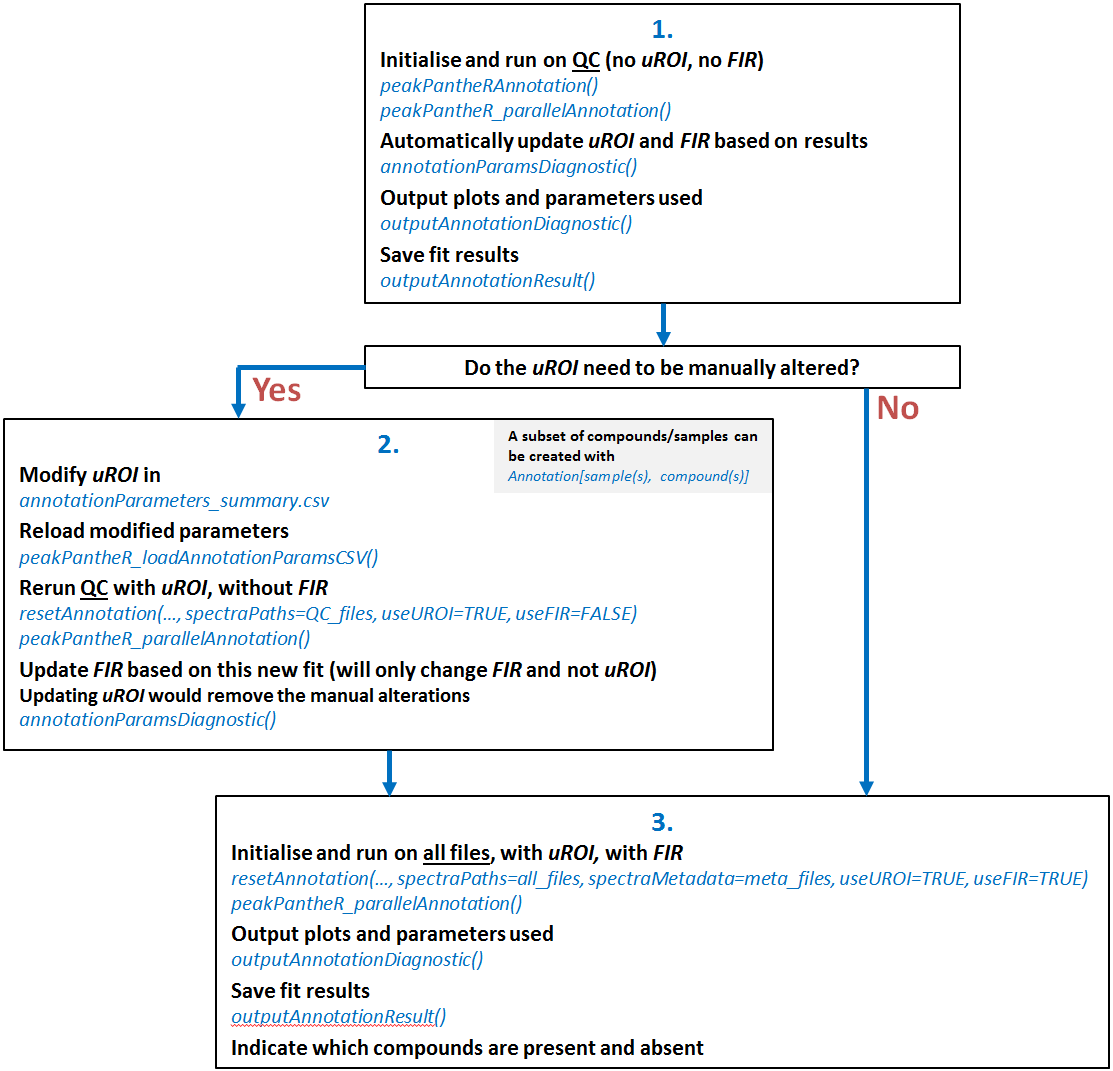 1.
Initialise and run on QC (no uROI, no FIR)
peakPantheRAnnotation()
peakPantheR_parallelAnnotation()
Automatically update uROI and FIR based on results
annotationParamsDiagnostic()
Output plots and parameters used
outputAnnotationDiagnostic()
Save fit results
outputAnnotationResult()
Do the uROI need to be manually altered?
Yes
No
2.
A subset of compounds/samples can
be created with
Annotation[sample(s), compound(s)]
Modify uROI in
annotationParameters_summary.csv
Reload modified parameters
peakPantheR_loadAnnotationParamsCSV()
Rerun QC with uROI, without FIR
resetAnnotation(..., spectraPaths=QC_files, useUROI=TRUE, useFIR=FALSE)
peakPantheR_parallelAnnotation()
Update FIR based on this new fit (will only change FIR and not uROI)
Updating uROI would remove the manual alterations
annotationParamsDiagnostic()
3.
Initialise and run on all files, with uROI, with FIR
resetAnnotation(..., spectraPaths=all_files, spectraMetadata=meta_files, useUROI=TRUE, useFIR=TRUE)
peakPantheR_parallelAnnotation()
Output plots and parameters used
outputAnnotationDiagnostic()
Save fit results
outputAnnotationResult()
Indicate which compounds are present and absent